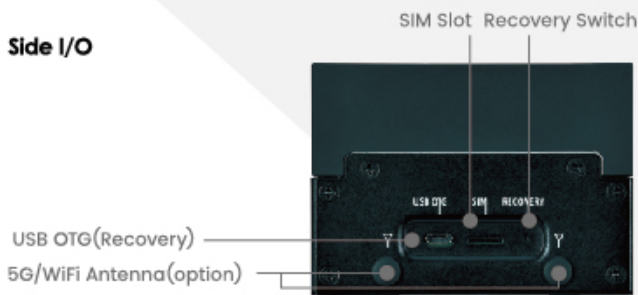 SIM Slot Recovery Switch
Side I/O
USB OTG SIM RECOVERY
USB OTG(Recovery)
5G/WiFi Antenna(option)